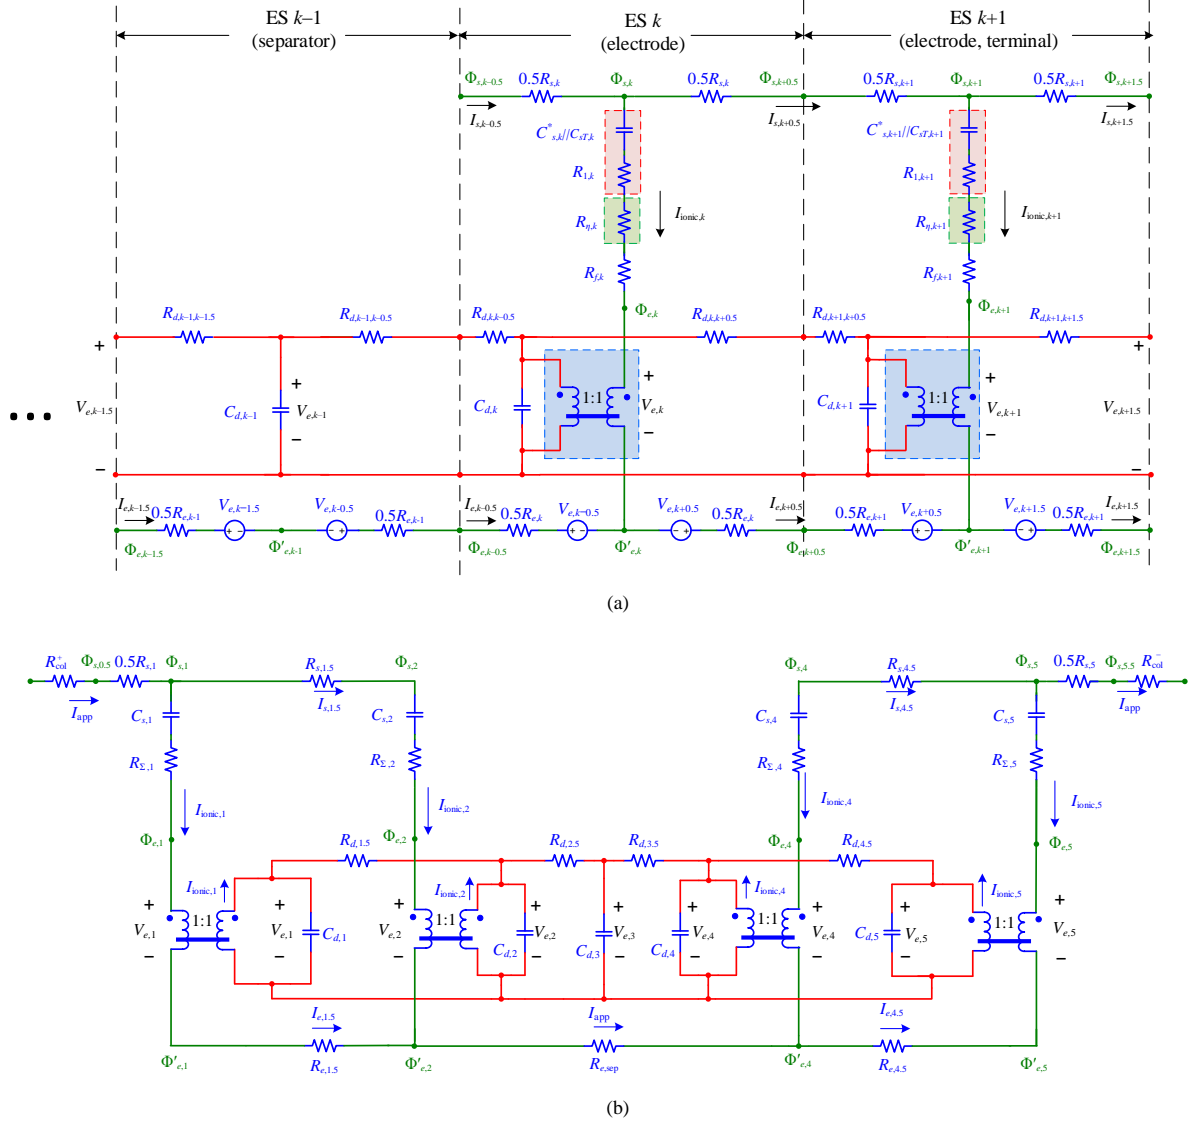 ES k−1
(separator)
ES k
(electrode)
ES k+1
(electrode, terminal)
Φs,k−0.5 0.5Rs,k Φs,k 0.5Rs,k Φs,k+0.5 0.5Rs,k+1 Φs,k+1 0.5Rs,k+1 Φs,k+1.5
Is,k−0.5 Is,k+0.5 Is,k+1.5
C*s,k//CsT,k C*s,k+1//CsT,k+1
R1,k R1,k+1
Iionic,k Iionic,k+1
Rη,k Rη,k+1
Rf,k Rf,k+1
Φe,k Φe,k+1
Rd,k−1,k−1.5 Rd,k−1,k−0.5 Rd,k,k−0.5 Rd,k,k+0.5 Rd,k+1,k+0.5 Rd,k+1,k+1.5
+ + + + +
Ve,k−1.5 Cd,k−1 Ve,k−1 Cd,k 1:1 Ve,k Cd,k+1 1:1 Ve,k+1 Ve,k+1.5
− − − − −
Ie,k−1.5 0.5Re,k-1 Ve,k−1.5 Ve,k-0.5 0.5Re,k−1 Ie,k-0.5 0.5Re,k Ve,k−0.5 Ve,k+0.5 0.5Re,k Ie,k+0.5 0.5Re,k+1 Ve,k+0.5 Ve,k+1.5 0.5Re,k+1 Ie,k+1.5
+ − − + + − − + + − − +
Φe,k−1.5 Φ′e,k-1 Φe,k−0.5 Φ′e,k Φe,k+0.5 Φ′e,k+1 Φe,k+1.5
(a)
R+col Φs,0.5 0.5Rs,1 Φs,1 Rs,1.5 Φs,2 Φs,4 Rs,4.5 Φs,5 0.5Rs,5 Φs,5.5 R−col
Iapp Is,1.5 Is,4.5 Iapp
Cs,1 Cs,2 Cs,4 Cs,5
RΣ,1 RΣ,2 RΣ,4 RΣ,5
Iionic,1 Iionic,2 Iionic,4 Iionic,5
Φe,1 Rd,1.5 Φe,2 Rd,2.5 Rd,3.5 Φe,4 Rd,4.5 Φe,5
Iionic,1 Iionic,2 Iionic,4 Iionic,5
+ + + + + + + + + +
Ve,1 1:1 Ve,1 Cd,1 Ve,2 1:1 Cd,2 Ve,2 Cd,3 Ve,3 Cd,4 Ve,4 1:1 Ve,4 Cd,5 Ve,5 1:1 Ve,5
− − − − − − − − −
Ie,1.5 Iapp Ie,4.5
Φ′e,1 Re,1.5 Φ′e,2 Re,sep Φ′e,4 Re,4.5 Φ′e,5
(b)